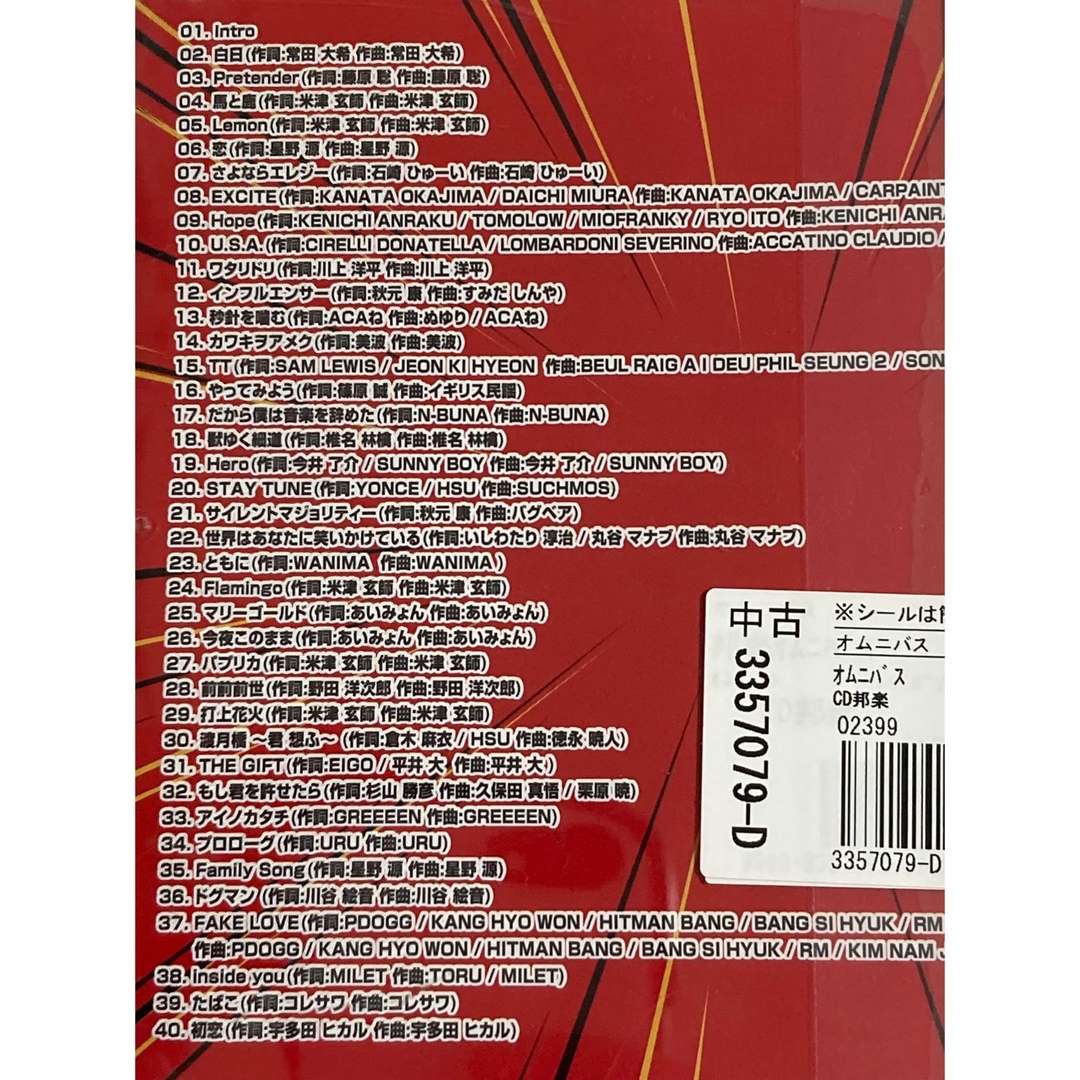 01. Intro
02. 白日(作詞:常田 大希 作曲:常田 大希)
03. Pretender(作詞:藤原 聡 作曲:藤原 聡)
04. 馬と鹿(作詞:米津 玄師 作曲:米津 玄師)
05. Lemon(作詞:米津 玄師 作曲:米津 玄師)
06. 恋(作詞:星野 源 作曲:星野 源)
07. さよならエレジー(作詞:石崎 ひゅーい 作曲:石崎 ひゅーい)
08. EXCITE(作詞:KANATA OKAJIMA / DAICHI MIURA 作曲:KANATA OKAJIMA / CARPAINT
09. Hope(作詞:KENICHI ANRAKU / TOMOLOW / MIOFRANKY / RYO ITO 作曲:KENICHI ANRA
10. U.S.A.(作詞:CIRELLI DONATELLA / LOMBARDONI SEVERINO 作曲:ACCATINO CLAUDIO /
11. ワタリドリ(作詞:川上 洋平 作曲:川上 洋平)
12. インフルエンサー(作詞:秋元 康 作曲:すみだ しんや)
13. 秒針を噛む(作詞:ACAね 作曲:ぬゆり / ACAね)
14. カワキヲアメク(作詞:美波 作曲:美波)
15. TT(作詞:SAM LEWIS / JEON KI HYEON 作曲:BEUL RAIG A I DEU PHIL SEUNG 2 / SON
16. やってみよう(作詞:篠原 誠 作曲:イギリス民謡)
17. だから僕は音楽を辞めた(作詞:N-BUNA 作曲:N-BUNA)
18. 獣ゆく細道(作詞:椎名 林檎 作曲:椎名 林檎)
19. Hero(作詞:今井 了介 / SUNNY BOY 作曲:今井 了介 / SUNNY BOY)
20. STAY TUNE(作詞:YONCE / HSU 作曲:SUCHMOS)
21. サイレントマジョリティー(作詞:秋元 康 作曲:バグベア)
22. 世界はあなたに笑いかけている(作詞:いしわたり 淳治 / 丸谷 マナブ 作曲:丸谷 マナブ)
23. ともに(作詞:WANIMA 作曲:WANIMA)
24. Flamingo(作詞:米津 玄師 作曲:米津 玄師)
25. マリーゴールド(作詞:あいみょん 作曲:あいみょん)
26. 今夜このまま(作詞:あいみょん 作曲:あいみょん)
27. パプリカ(作詞:米津 玄師 作曲:米津 玄師)
28. 前前前世(作詞:野田 洋次郎 作曲:野田 洋次郎)
29. 打上花火(作詞:米津 玄師 作曲:米津 玄師)
30. 渡月橋 〜君 想ふ〜 (作詞:倉木 麻衣 / HSU 作曲:徳永 暁人)
31. THE GIFT(作詞:EIGO / 平井 大 作曲:平井 大)
32. もし君を許せたら(作詞:杉山 勝彦 作曲:久保田 真悟 / 栗原 暁)
33. アイノカタチ(作詞:GREEEEN 作曲:GREEEEN)
34. プロローグ(作詞:URU 作曲:URU)
35. Family Song(作詞:星野 源 作曲:星野 源)
36. ドグマン(作詞:川谷 絵音 作曲:川谷 絵音)
37. FAKE LOVE(作詞:PDOGG / KANG HYO WON / HITMAN BANG / BANG SI HYUK / RM
作曲:PDOGG / KANG HYO WON / HITMAN BANG / BANG SI HYUK / RM / KIM NAM J
38. inside you(作詞:MILET 作曲:TORU / MILET)
39. たばこ(作詞:コレサワ 作曲:コレサワ)
40. 初恋(作詞:宇多田 ヒカル 作曲:宇多田 ヒカル)
中古
3357079-D
※シールは
オムニバス
オムニバス
CD邦楽
02399
3357079-D